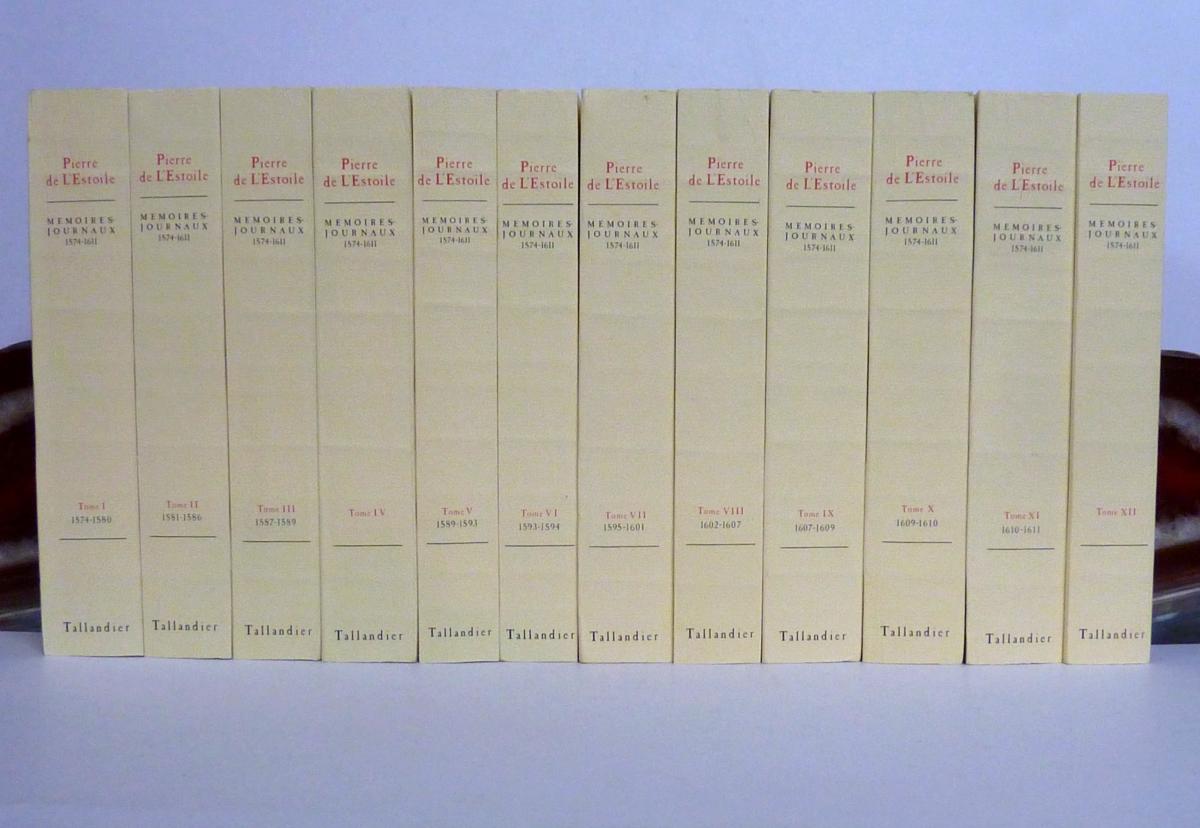 Pierre
de L'Estoile
MEMOIRES-
JOURNAUX
1574-1611
Tome I
1574-1580
Tallandier
Pierre
de L'Estoile
MEMOIRES-
JOURNAUX
1574-1611
Tome II
1581-1586
Tallandier
Pierre
de L'Estoile
MEMOIRES-
JOURNAUX
1574-1611
Tome III
1587-1589
Tallandier
Pierre
de L'Estoile
MEMOIRES-
JOURNAUX
1574-1611
Tome IV
Tallandier
Pierre
de L'Estoile
MEMOIRES-
JOURNAUX
1574-1611
Tome V
1589-1593
Tallandier
Pierre
de L'Estoile
MEMOIRES-
JOURNAUX
1574-1611
Tome VI
1593-1594
Tallandier
Pierre
de L'Estoile
MEMOIRES-
JOURNAUX
1574-1611
Tome VII
1595-1601
Tallandier
Pierre
de L'Estoile
MEMOIRES-
JOURNAUX
1574-1611
Tome VIII
1602-1607
Tallandier
Pierre
de L'Estoile
MEMOIRES-
JOURNAUX
1574-1611
Tome IX
1607-1609
Tallandier
Pierre
de L'Estoile
MEMOIRES-
JOURNAUX
1574-1611
Tome X
1609-1610
Tallandier
Pierre
de L'Estoile
MEMOIRES-
JOURNAUX
1574-1611
Tome XI
1610-1611
Tallandier
Pierre
de L'Estoile
MEMOIRES-
JOURNAUX
1574-1611
Tome XII
Tallandier